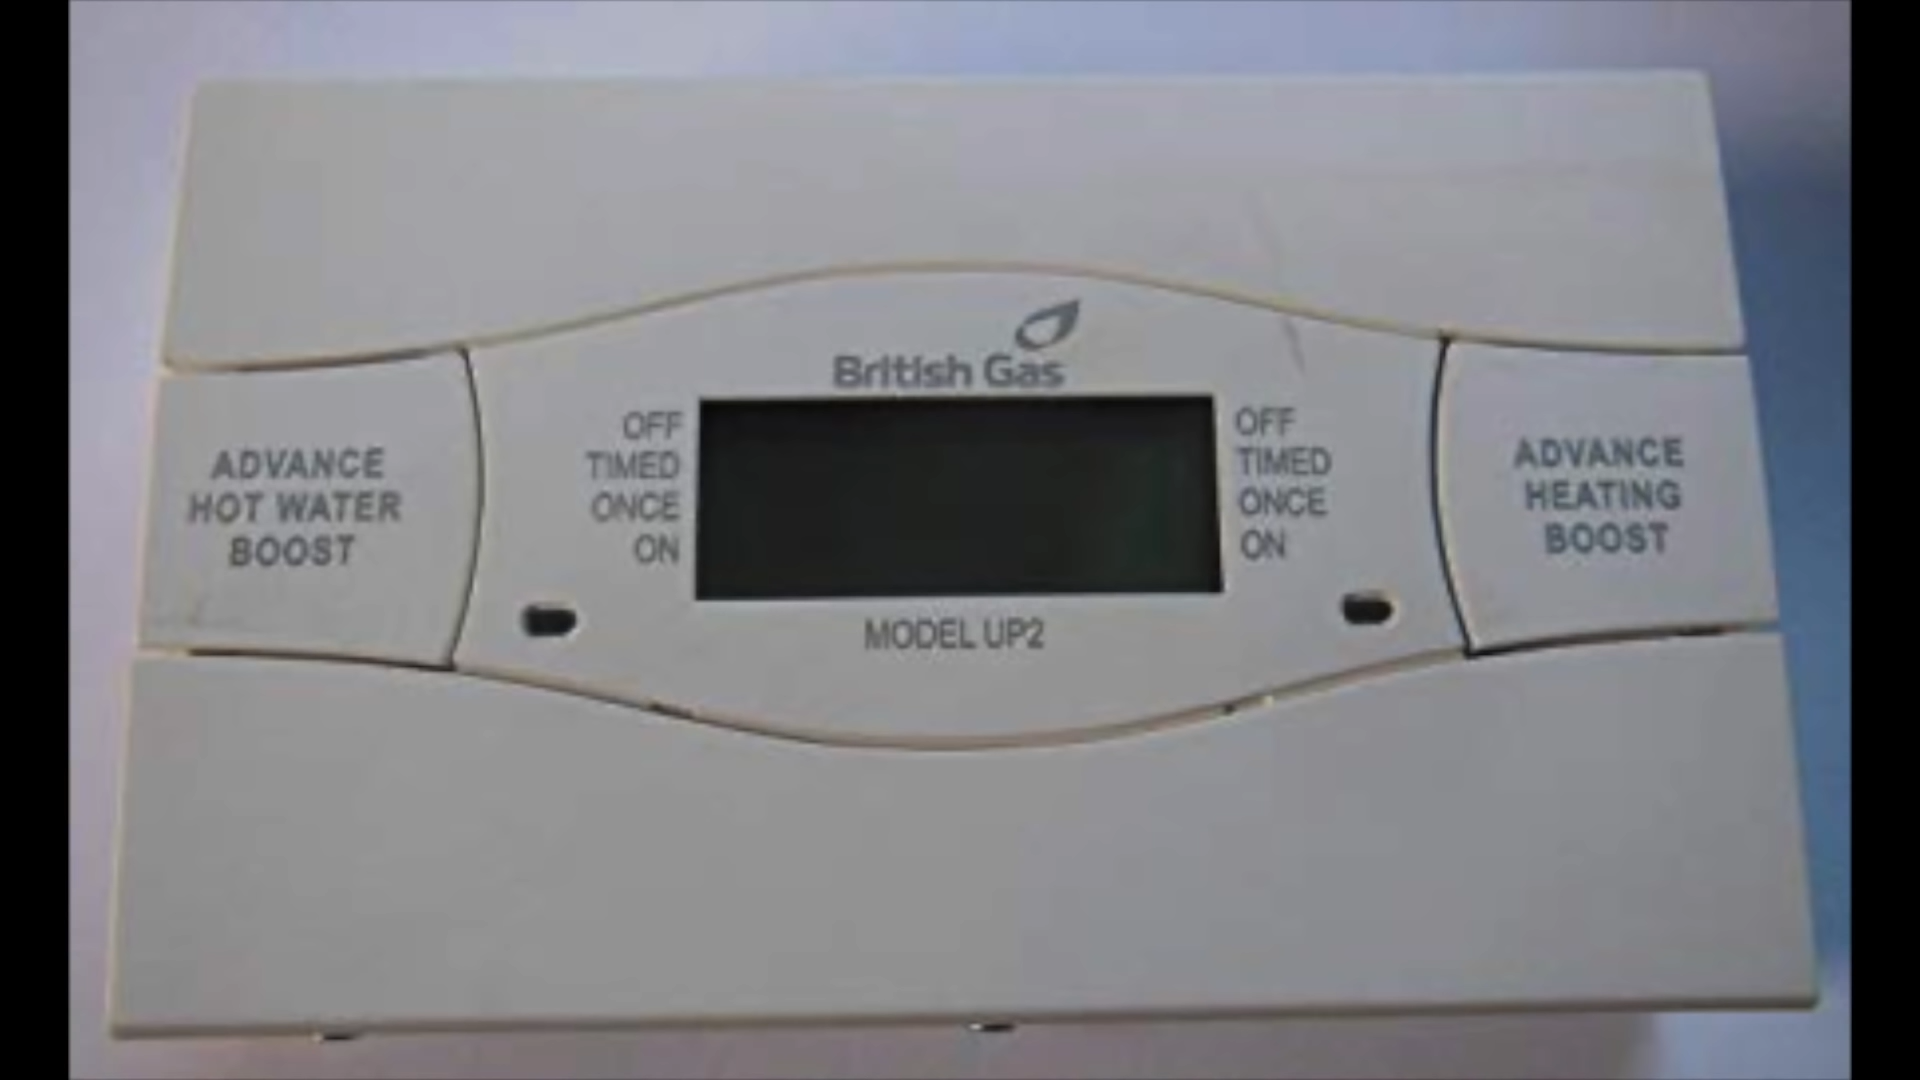 British Gas
ADVANCE
HOT WATER
BOOST
OFF
TIMED
ONCE
ON
OFF
TIMED
ONCE
ON
ADVANCE
HEATING
BOOST
MODEL UP2